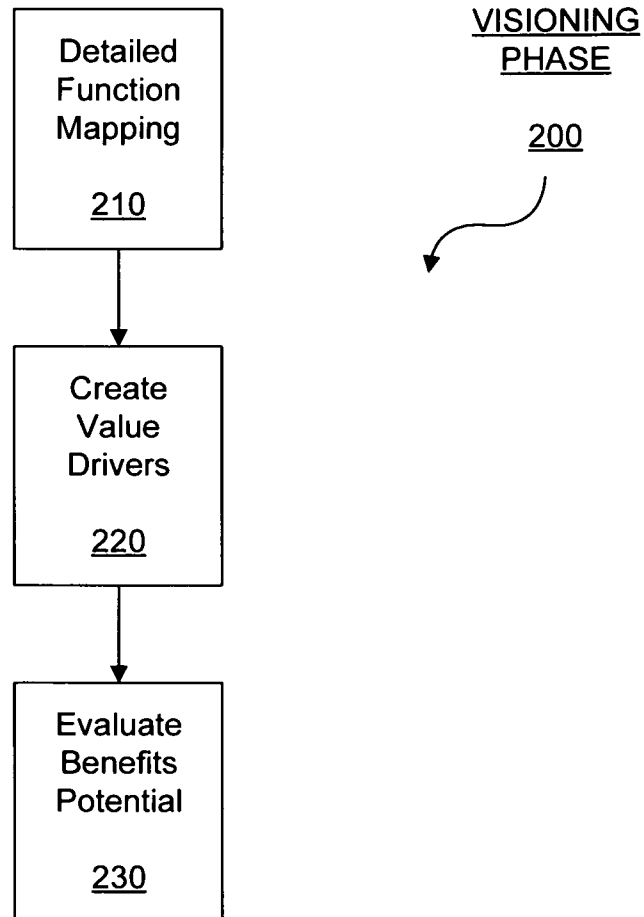 VISIONING
PHASE
200
Detailed
Function
Mapping
210
Create
Value
Drivers
220
Evaluate
Benefits
Potential
230